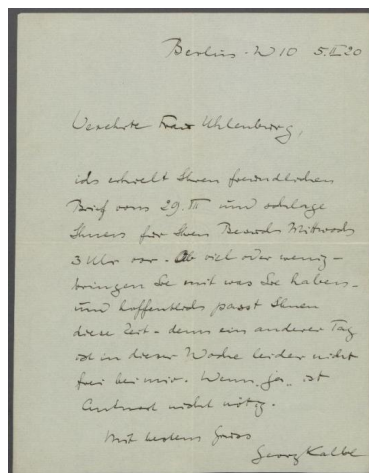 Berlin-W10 5.II 20
Verehrte Frau Uhlenburg,
ich erhielt Ihren freundlichen
Brief vom 29. III und schlage
Ihnen für Ihren Besuch Mittwoch
3 Uhr vor. Ob viel oder wenig-
bringen Sie mit was Sie haben-
und hoffentlich passt Ihnen
diese Zeit - denn ein anderer Tag
ist in dieser Woche leider nicht
frei bei mir. Wenn „ja„ ist
Antwort nicht nötig.
Mit bestem Gruss
Georg Kolbe